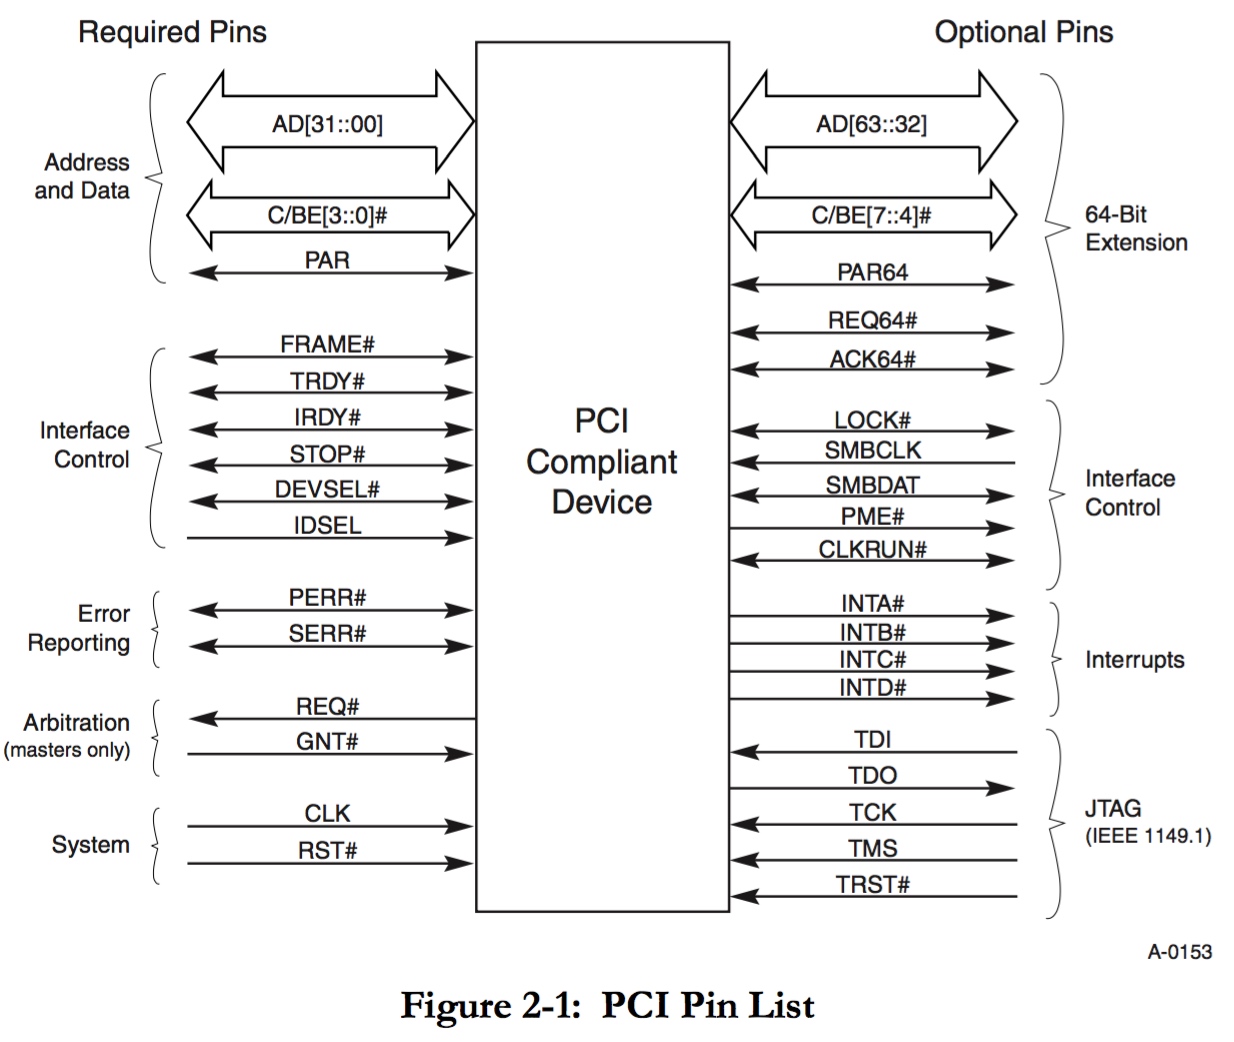 Required Pins
Optional Pins
Address
and Data
AD[31::00]
C/BE[3::0]#
PAR
Interface
Control
FRAME#
TRDY#
IRDY#
STOP#
DEVSEL#
IDSEL
Error
Reporting
PERR#
SERR#
Arbitration
(masters only)
REQ#
GNT#
System
CLK
RST#
PCI
Compliant
Device
AD[63::32]
C/BE[7::4]#
PAR64
REQ64#
ACK64#
64-Bit
Extension
LOCK#
SMBCLK
SMBDAT
PME#
CLKRUN#
Interface
Control
INTA#
INTB#
INTC#
INTD#
Interrupts
TDI
TDO
TCK
TMS
TRST#
JTAG
(IEEE 1149.1)
A-0153
Figure 2-1: PCI Pin List